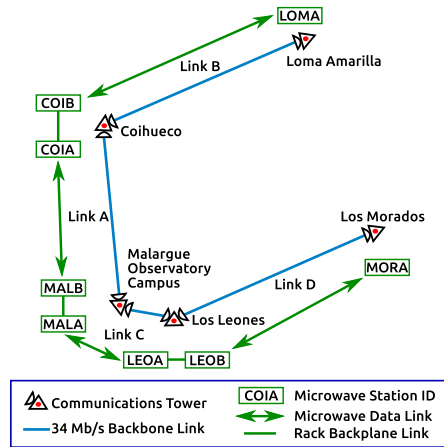 LOMA
Link B
Loma Amarilla
COIB
Coihueco
COIA
Link A
Los Morados
Malargue
Observatory
Campus
MORA
MALB
Link D
MALA
Link C
Los Leones
LEOA
LEOB
Communications Tower
34 Mb/s Backbone Link
COIA Microwave Station ID
Microwave Data Link
Rack Backplane Link